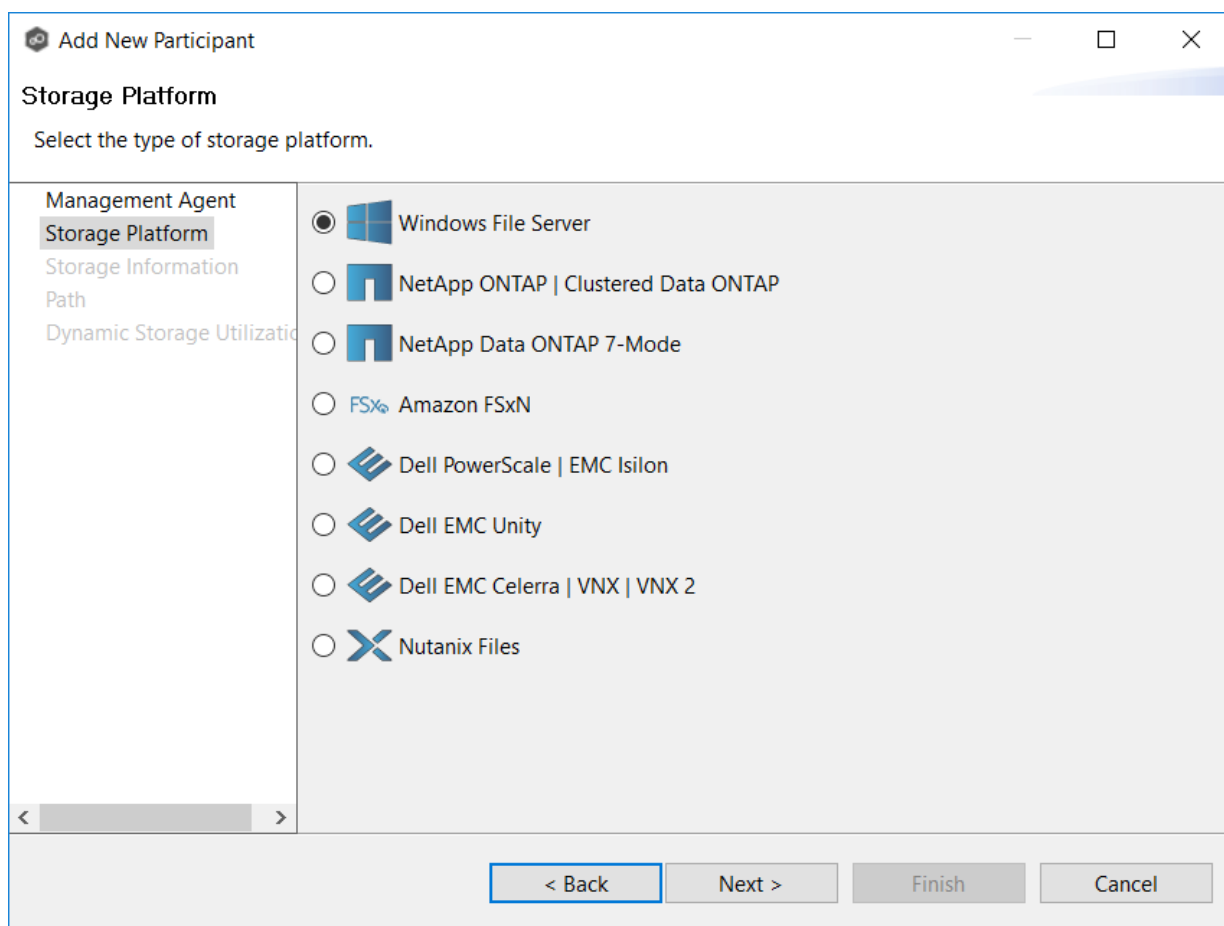 Add New Participant
Storage Platform
Select the type of storage platform.
Management Agent
Storage Platform
Storage Information
Path
Dynamic Storage Utilizatio
Windows File Server
NetApp ONTAP | Clustered Data ONTAP
NetApp Data ONTAP 7-Mode
FSx Amazon FSxN
Dell PowerScale | EMC Isilon
Dell EMC Unity
Dell EMC Celerra | VNX | VNX 2
Nutanix Files
< Back Next > Finish Cancel